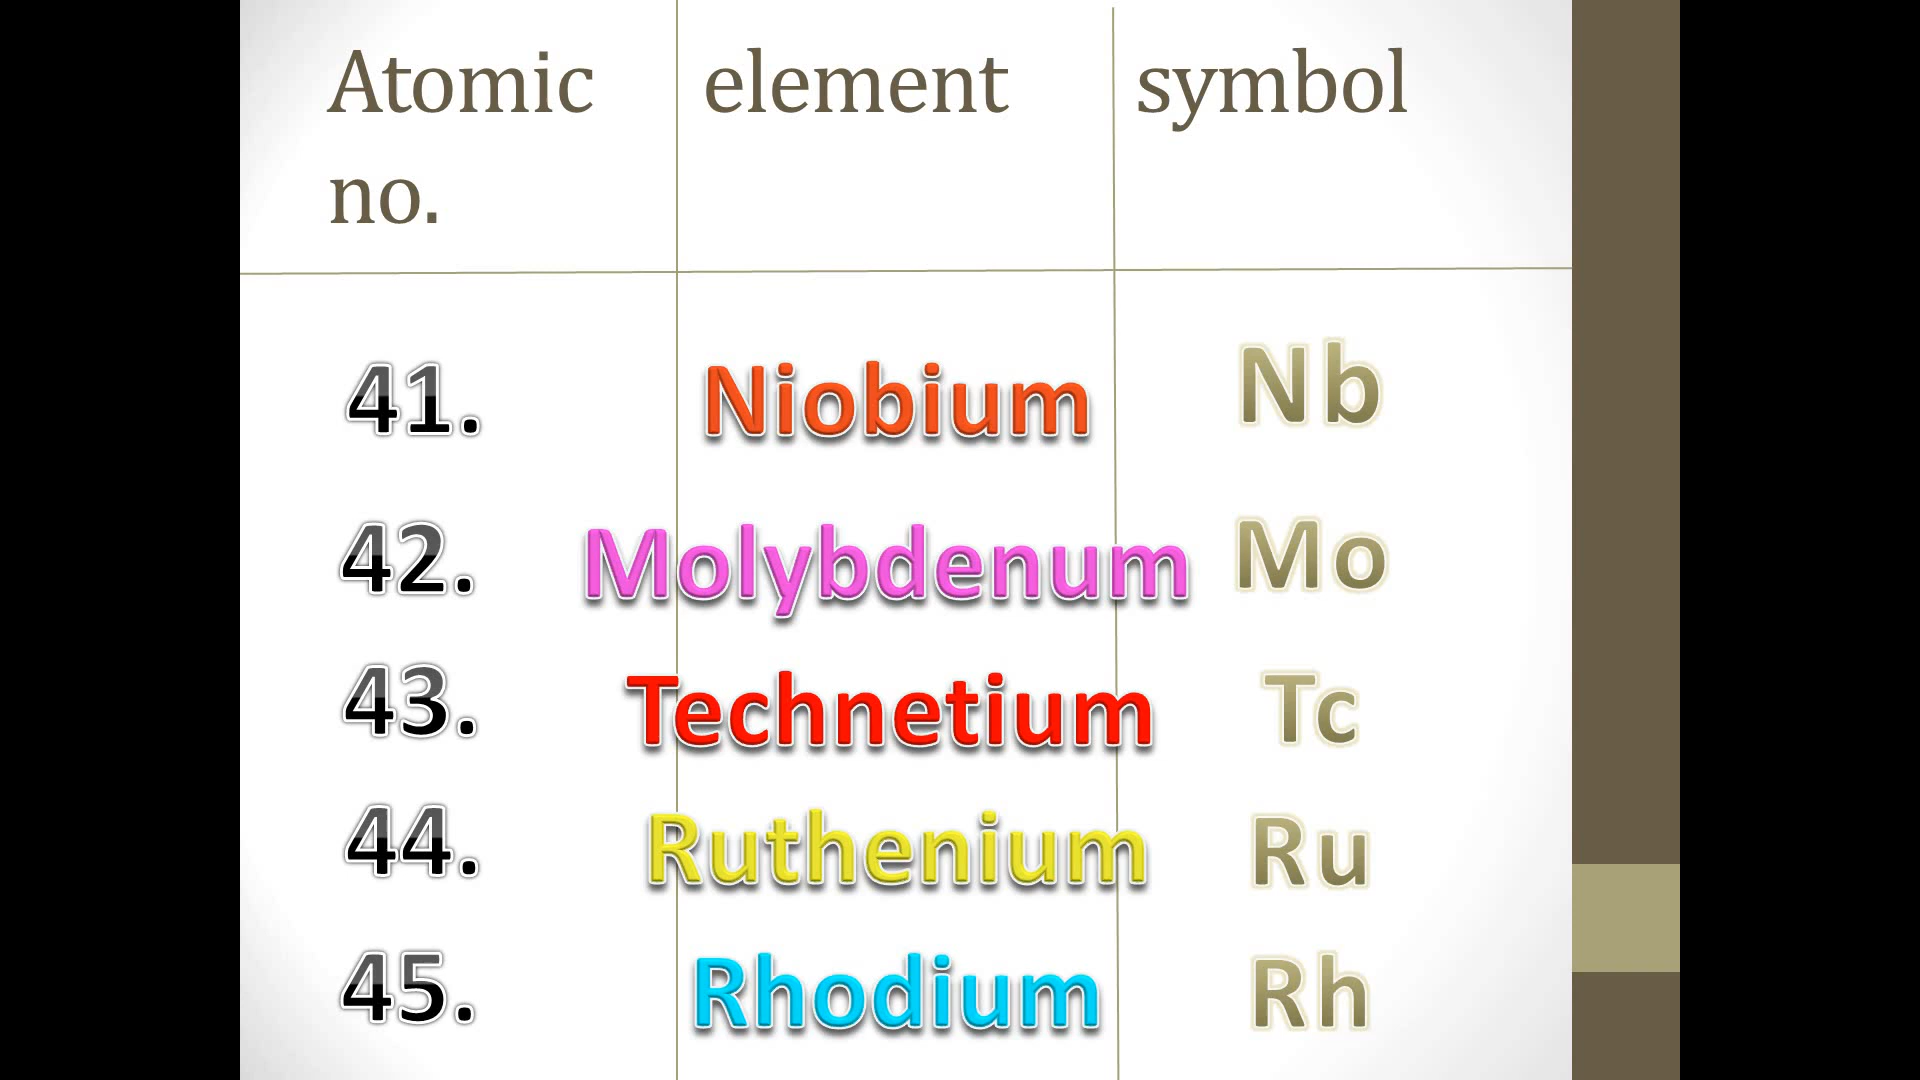 Atomic no. element symbol
41. Niobium Nb
42. Molybdenum Mo
43. Technetium Tc
44. Ruthenium Ru
45. Rhodium Rh